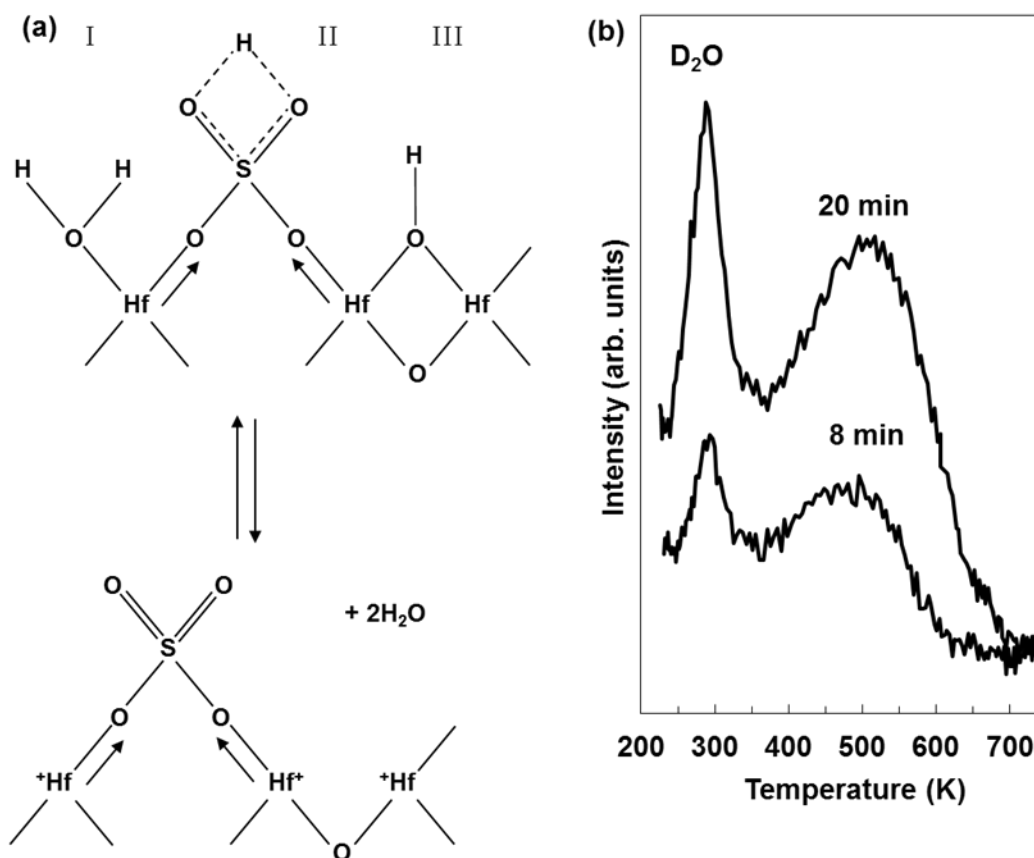 (a)
I
II
III
H
O
O
S
H
H
H
O
O
O
O
Hf
Hf
Hf
O
O
O
+ 2H₂O
S
O
O
⁺Hf
Hf⁺
⁺Hf
O
(b)
D₂O
20 min
8 min
Intensity (arb. units)
200 300 400 500 600 700
Temperature (K)